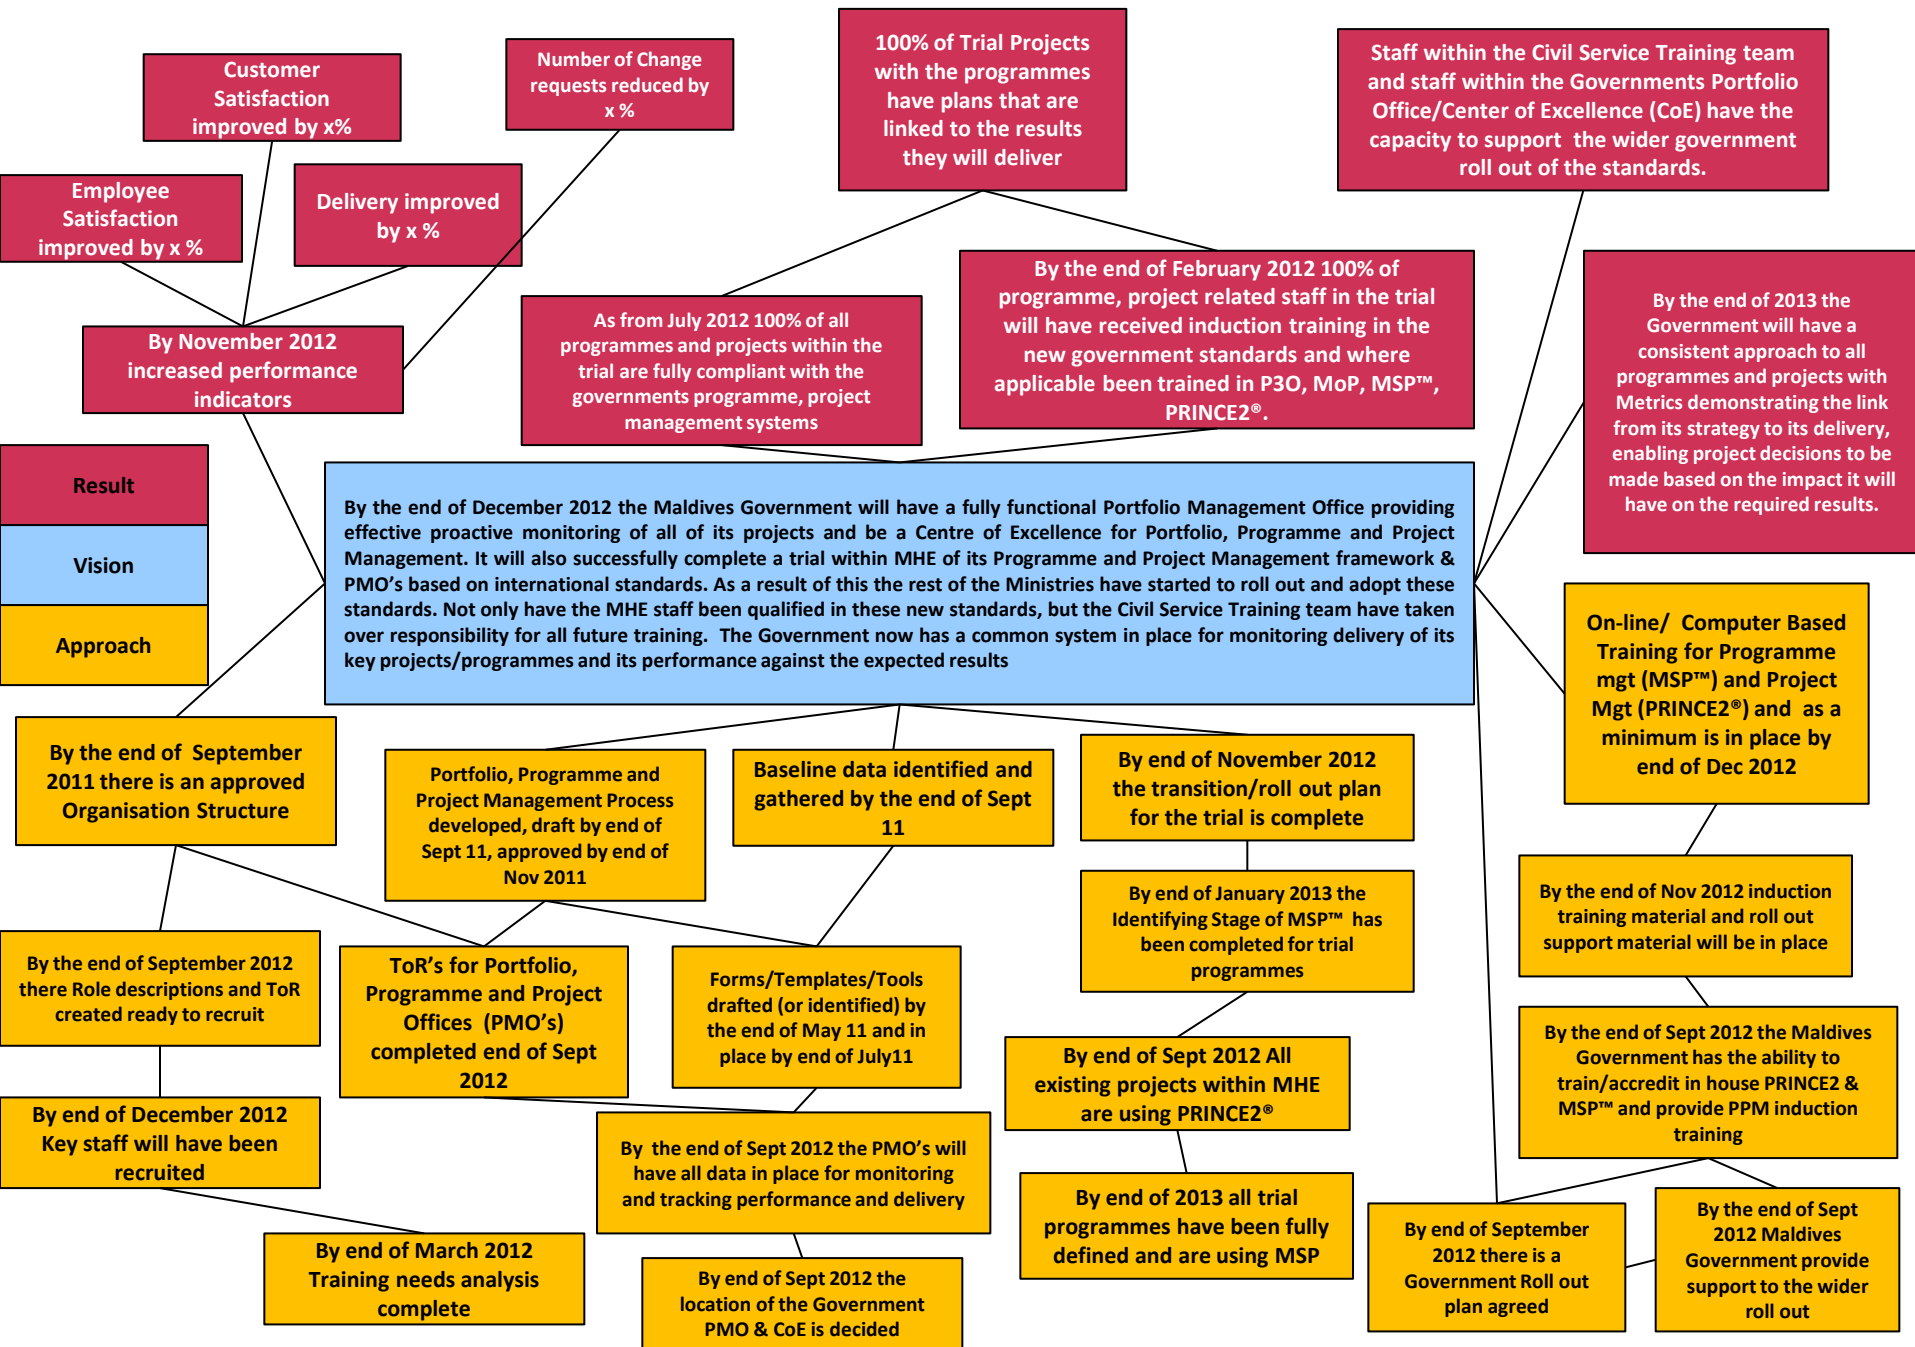 Customer
Satisfaction
improved by x%
Number of Change
requests reduced by
x %
100% of Trial Projects
with the programmes
have plans that are
linked to the results
they will deliver
Staff within the Civil Service Training team
and staff within the Governments Portfolio
Office/Center of Excellence (CoE) have the
capacity to support the wider government
roll out of the standards.
Employee
Satisfaction
improved by x %
Delivery improved
by x %
By November 2012
increased performance
indicators
As from July 2012 100% of all
programmes and projects within the
trial are fully compliant with the
governments programme, project
management systems
By the end of February 2012 100% of
programme, project related staff in the trial
will have received induction training in the
new government standards and where
applicable been trained in P3O, MoP, MSP™,
PRINCE2®.
By the end of 2013 the
Government will have a
consistent approach to all
programmes and projects with
Metrics demonstrating the link
from its strategy to its delivery,
enabling project decisions to be
made based on the impact it will
have on the required results.
Result
Vision
Approach
By the end of December 2012 the Maldives Government will have a fully functional Portfolio Management Office providing
effective proactive monitoring of all of its projects and be a Centre of Excellence for Portfolio, Programme and Project
Management. It will also successfully complete a trial within MHE of its Programme and Project Management framework &
PMO's based on international standards. As a result of this the rest of the Ministries have started to roll out and adopt these
standards. Not only have the MHE staff been qualified in these new standards, but the Civil Service Training team have taken
over responsibility for all future training. The Government now has a common system in place for monitoring delivery of its
key projects/programmes and its performance against the expected results
On-line/ Computer Based
Training for Programme
mgt (MSP™) and Project
Mgt (PRINCE2®) and as a
minimum is in place by
end of Dec 2012
By the end of September
2011 there is an approved
Organisation Structure
Portfolio, Programme and
Project Management Process
developed, draft by end of
Sept 11, approved by end of
Nov 2011
Baseline data identified and
gathered by the end of Sept
11
By end of November 2012
the transition/roll out plan
for the trial is complete
By end of January 2013 the
Identifying Stage of MSP™ has
been completed for trial
programmes
By the end of Nov 2012 induction
training material and roll out
support material will be in place
By the end of September 2012
there Role descriptions and ToR
created ready to recruit
ToR's for Portfolio,
Programme and Project
Offices (PMO's)
completed end of Sept
2012
Forms/Templates/Tools
drafted (or identified) by
the end of May 11 and in
place by end of July11
By end of Sept 2012 All
existing projects within MHE
are using PRINCE2®
By the end of Sept 2012 the Maldives
Government has the ability to
train/accredit in house PRINCE2 &
MSP™ and provide PPM induction
training
By end of December 2012
Key staff will have been
recruited
By the end of Sept 2012 the PMO's will
have all data in place for monitoring
and tracking performance and delivery
By end of 2013 all trial
programmes have been fully
defined and are using MSP
By end of September
2012 there is a
Government Roll out
plan agreed
By the end of Sept
2012 Maldives
Government provide
support to the wider
roll out
By end of March 2012
Training needs analysis
complete
By end of Sept 2012 the
location of the Government
PMO & CoE is decided